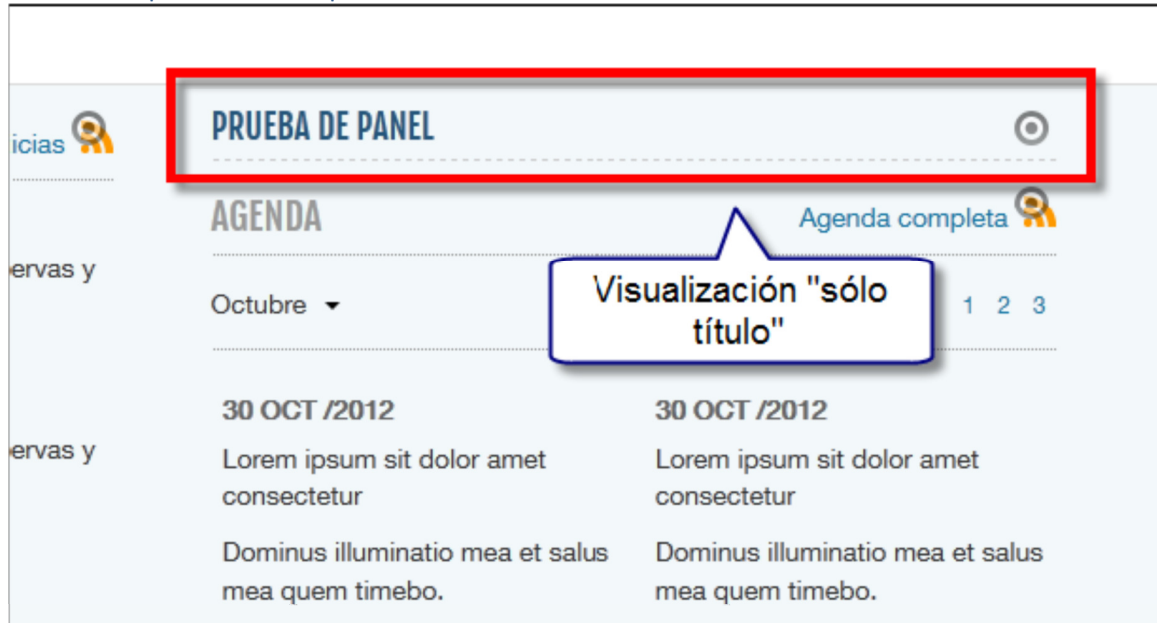 PRUEBA DE PANEL
icias
AGENDA
Agenda completa
ervas y
Octubre
1 2 3
Visualización "sólo
título"
30 OCT /2012
Lorem ipsum sit dolor amet
consectetur
Dominus illuminatio mea et salus
mea quem timebo.
30 OCT /2012
Lorem ipsum sit dolor amet
consectetur
Dominus illuminatio mea et salus
mea quem timebo.
ervas y